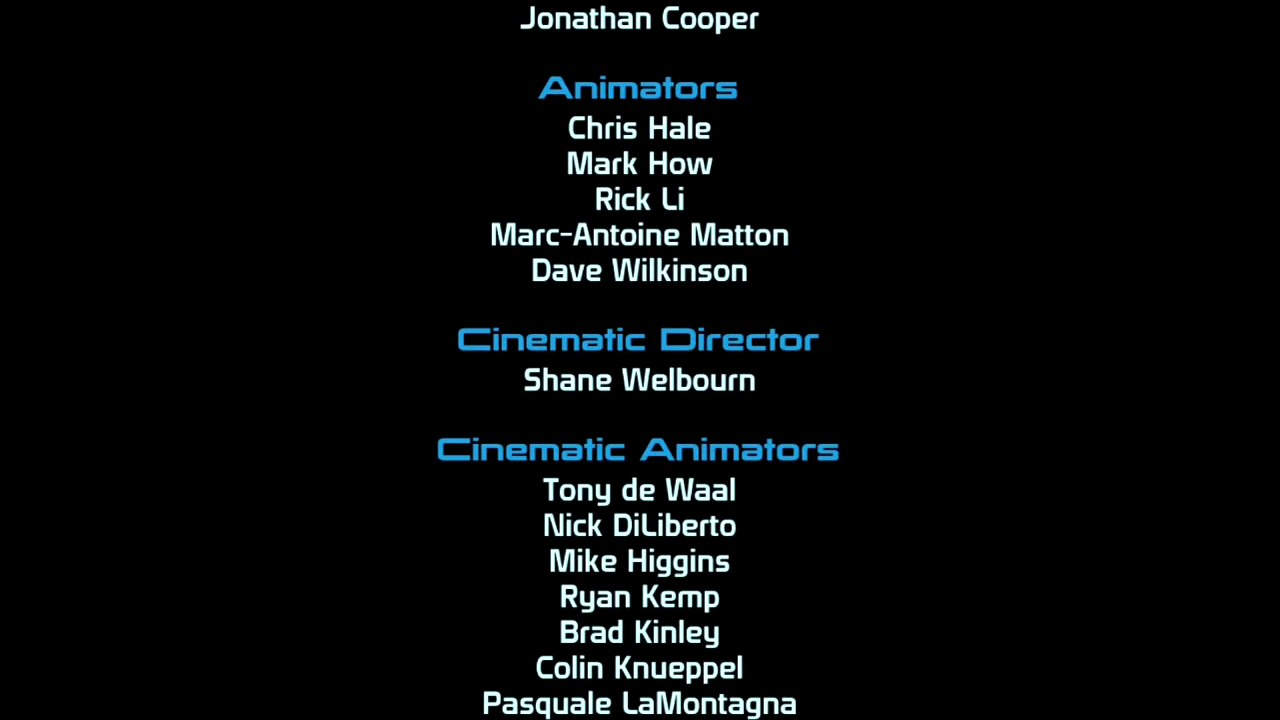 Jonathan Cooper
Animators
Chris Hale
Mark How
Rick Li
Marc-Antoine Matton
Dave Wilkinson
Cinematic Director
Shane Welbourn
Cinematic Animators
Tony de Waal
Nick DiLiberto
Mike Higgins
Ryan Kemp
Brad Kinley
Colin Knueppel
Pasquale LaMontagna